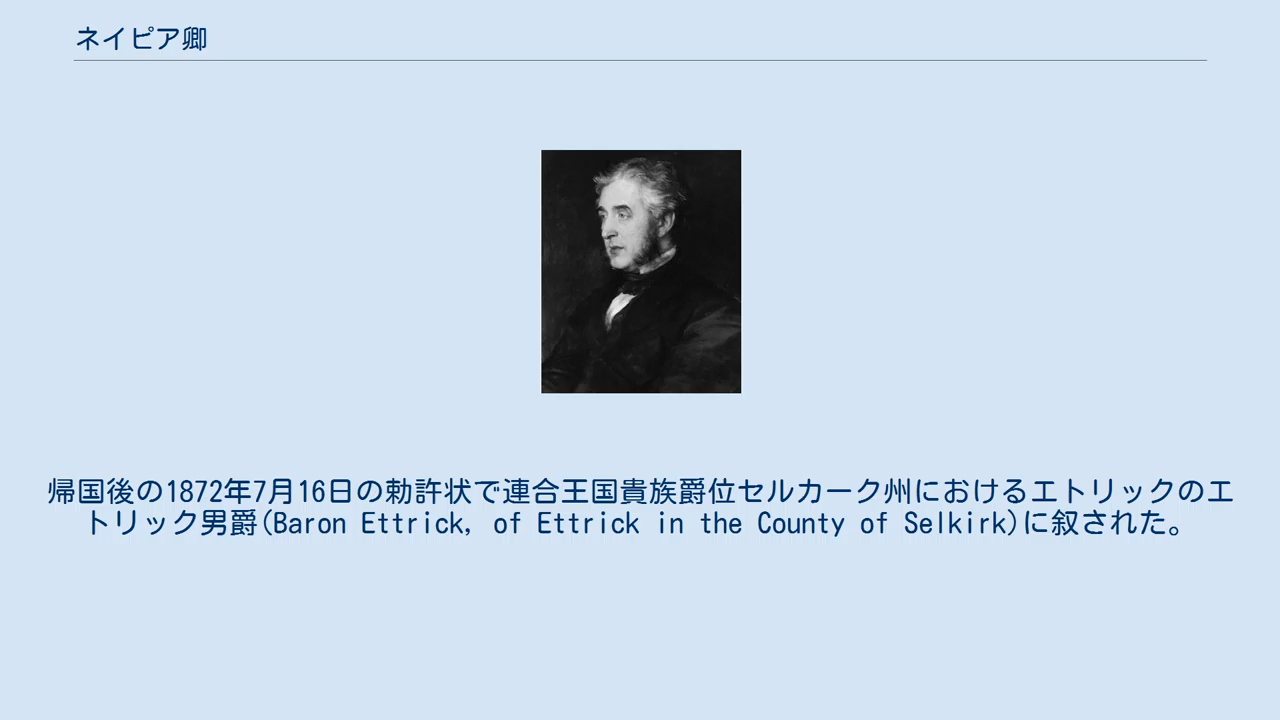 ネイピア卿
帰国後の1872年7月16日の勅許状で連合王国貴族爵位セルカーク州におけるエトリックのエ
トリック男爵(Baron Ettrick, of Ettrick in the County of Selkirk)に叙された。